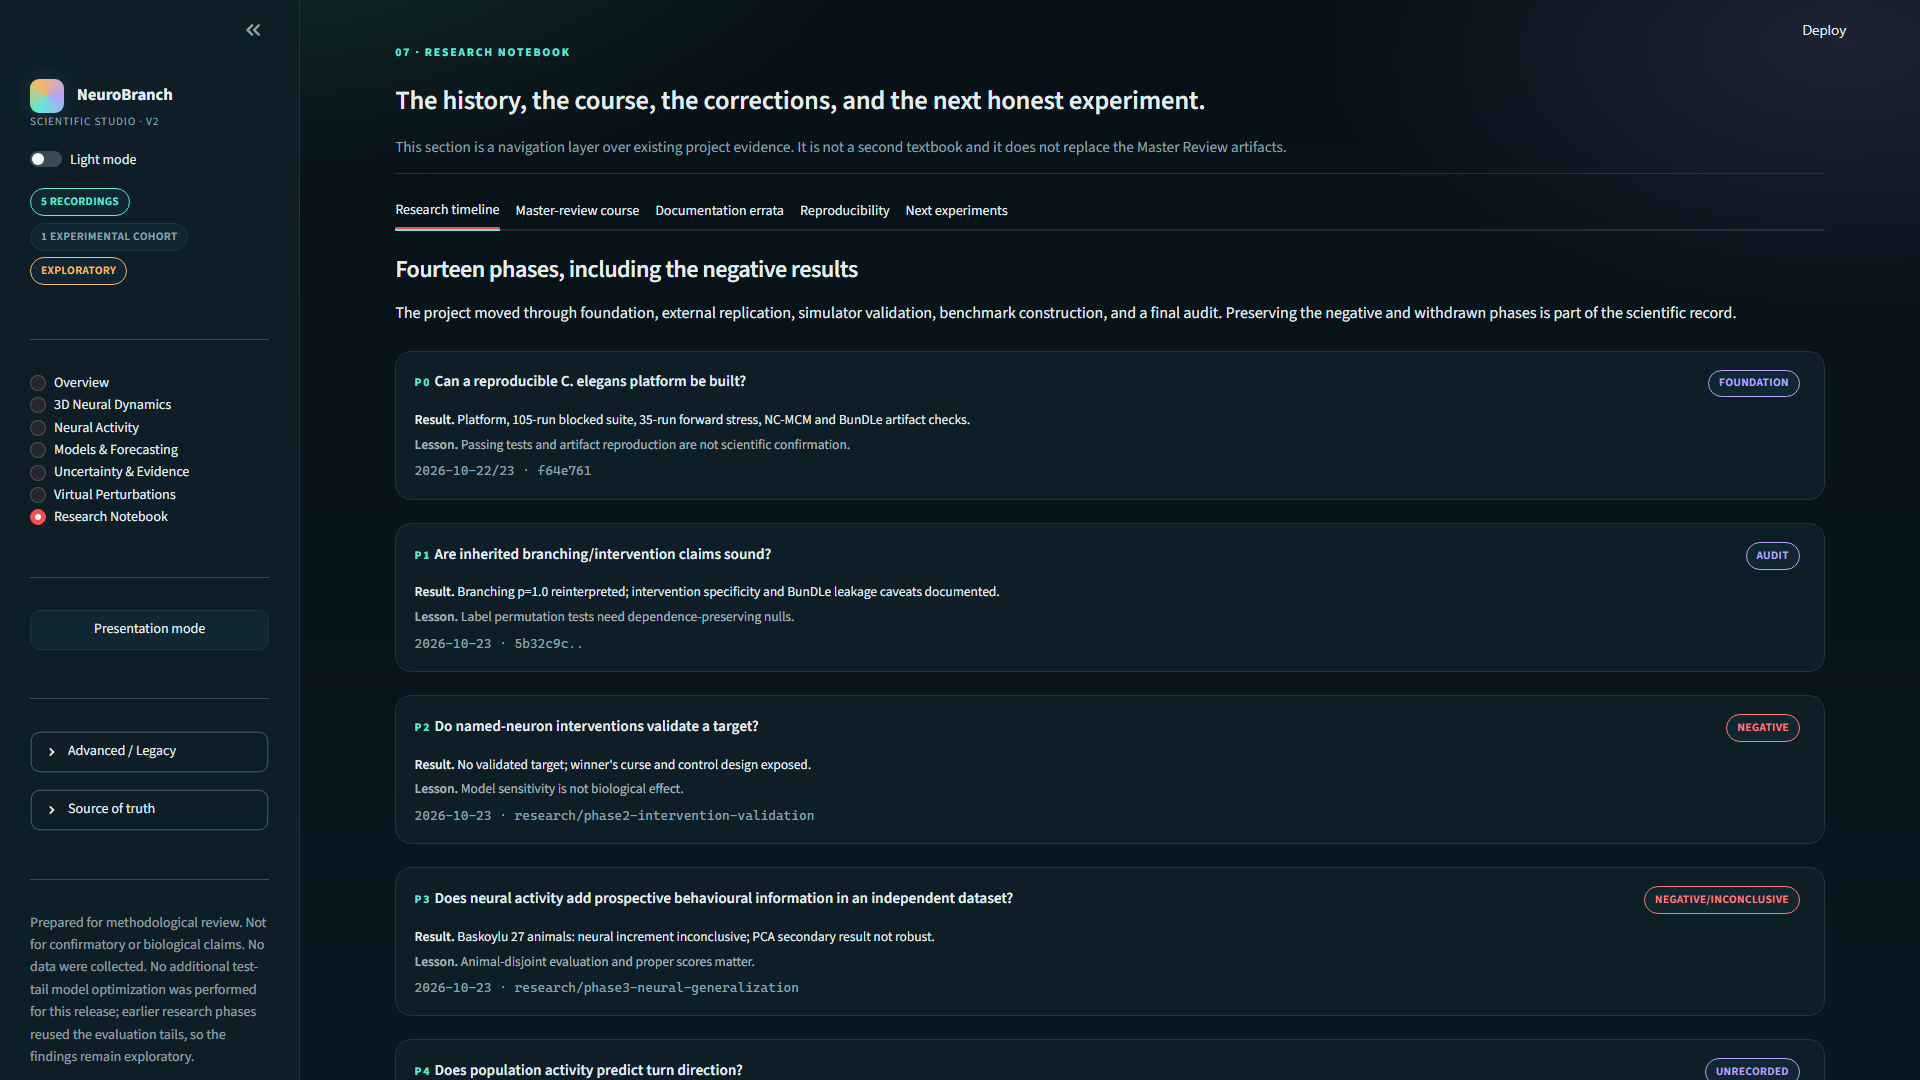 NeuroBranch
SCIENTIFIC STUDIO · V2
Light mode
5 RECORDINGS
1 EXPERIMENTAL COHORT
EXPLORATORY
Overview
3D Neural Dynamics
Neural Activity
Models & Forecasting
Uncertainty & Evidence
Virtual Perturbations
Research Notebook
Presentation mode
Advanced / Legacy
Source of truth
Prepared for methodological review. Not
for confirmatory or biological claims. No
data were collected. No additional test-
tail model optimization was performed
for this release; earlier research phases
reused the evaluation tails, so the
findings remain exploratory.
Deploy
07 · RESEARCH NOTEBOOK
The history, the course, the corrections, and the next honest experiment.
This section is a navigation layer over existing project evidence. It is not a second textbook and it does not replace the Master Review artifacts.
Research timeline Master-review course Documentation errata Reproducibility Next experiments
Fourteen phases, including the negative results
The project moved through foundation, external replication, simulator validation, benchmark construction, and a final audit. Preserving the negative and withdrawn phases is part of the scientific record.
P0 Can a reproducible C. elegans platform be built? FOUNDATION
Result. Platform, 105-run blocked suite, 35-run forward stress, NC-MCM and BunDLe artifact checks.
Lesson. Passing tests and artifact reproduction are not scientific confirmation.
2026-10-22/23 · f64e761
P1 Are inherited branching/intervention claims sound? AUDIT
Result. Branching p=1.0 reinterpreted; intervention specificity and BunDLe leakage caveats documented.
Lesson. Label permutation tests need dependence-preserving nulls.
2026-10-23 · 5b32c9c..
P2 Do named-neuron interventions validate a target? NEGATIVE
Result. No validated target; winner's curse and control design exposed.
Lesson. Model sensitivity is not biological effect.
2026-10-23 · research/phase2-intervention-validation
P3 Does neural activity add prospective behavioural information in an independent dataset? NEGATIVE/INCONCLUSIVE
Result. Baskoylu 27 animals: neural increment inconclusive; PCA secondary result not robust.
Lesson. Animal-disjoint evaluation and proper scores matter.
2026-10-23 · research/phase3-neural-generalization
P4 Does population activity predict turn direction? UNRECORDED